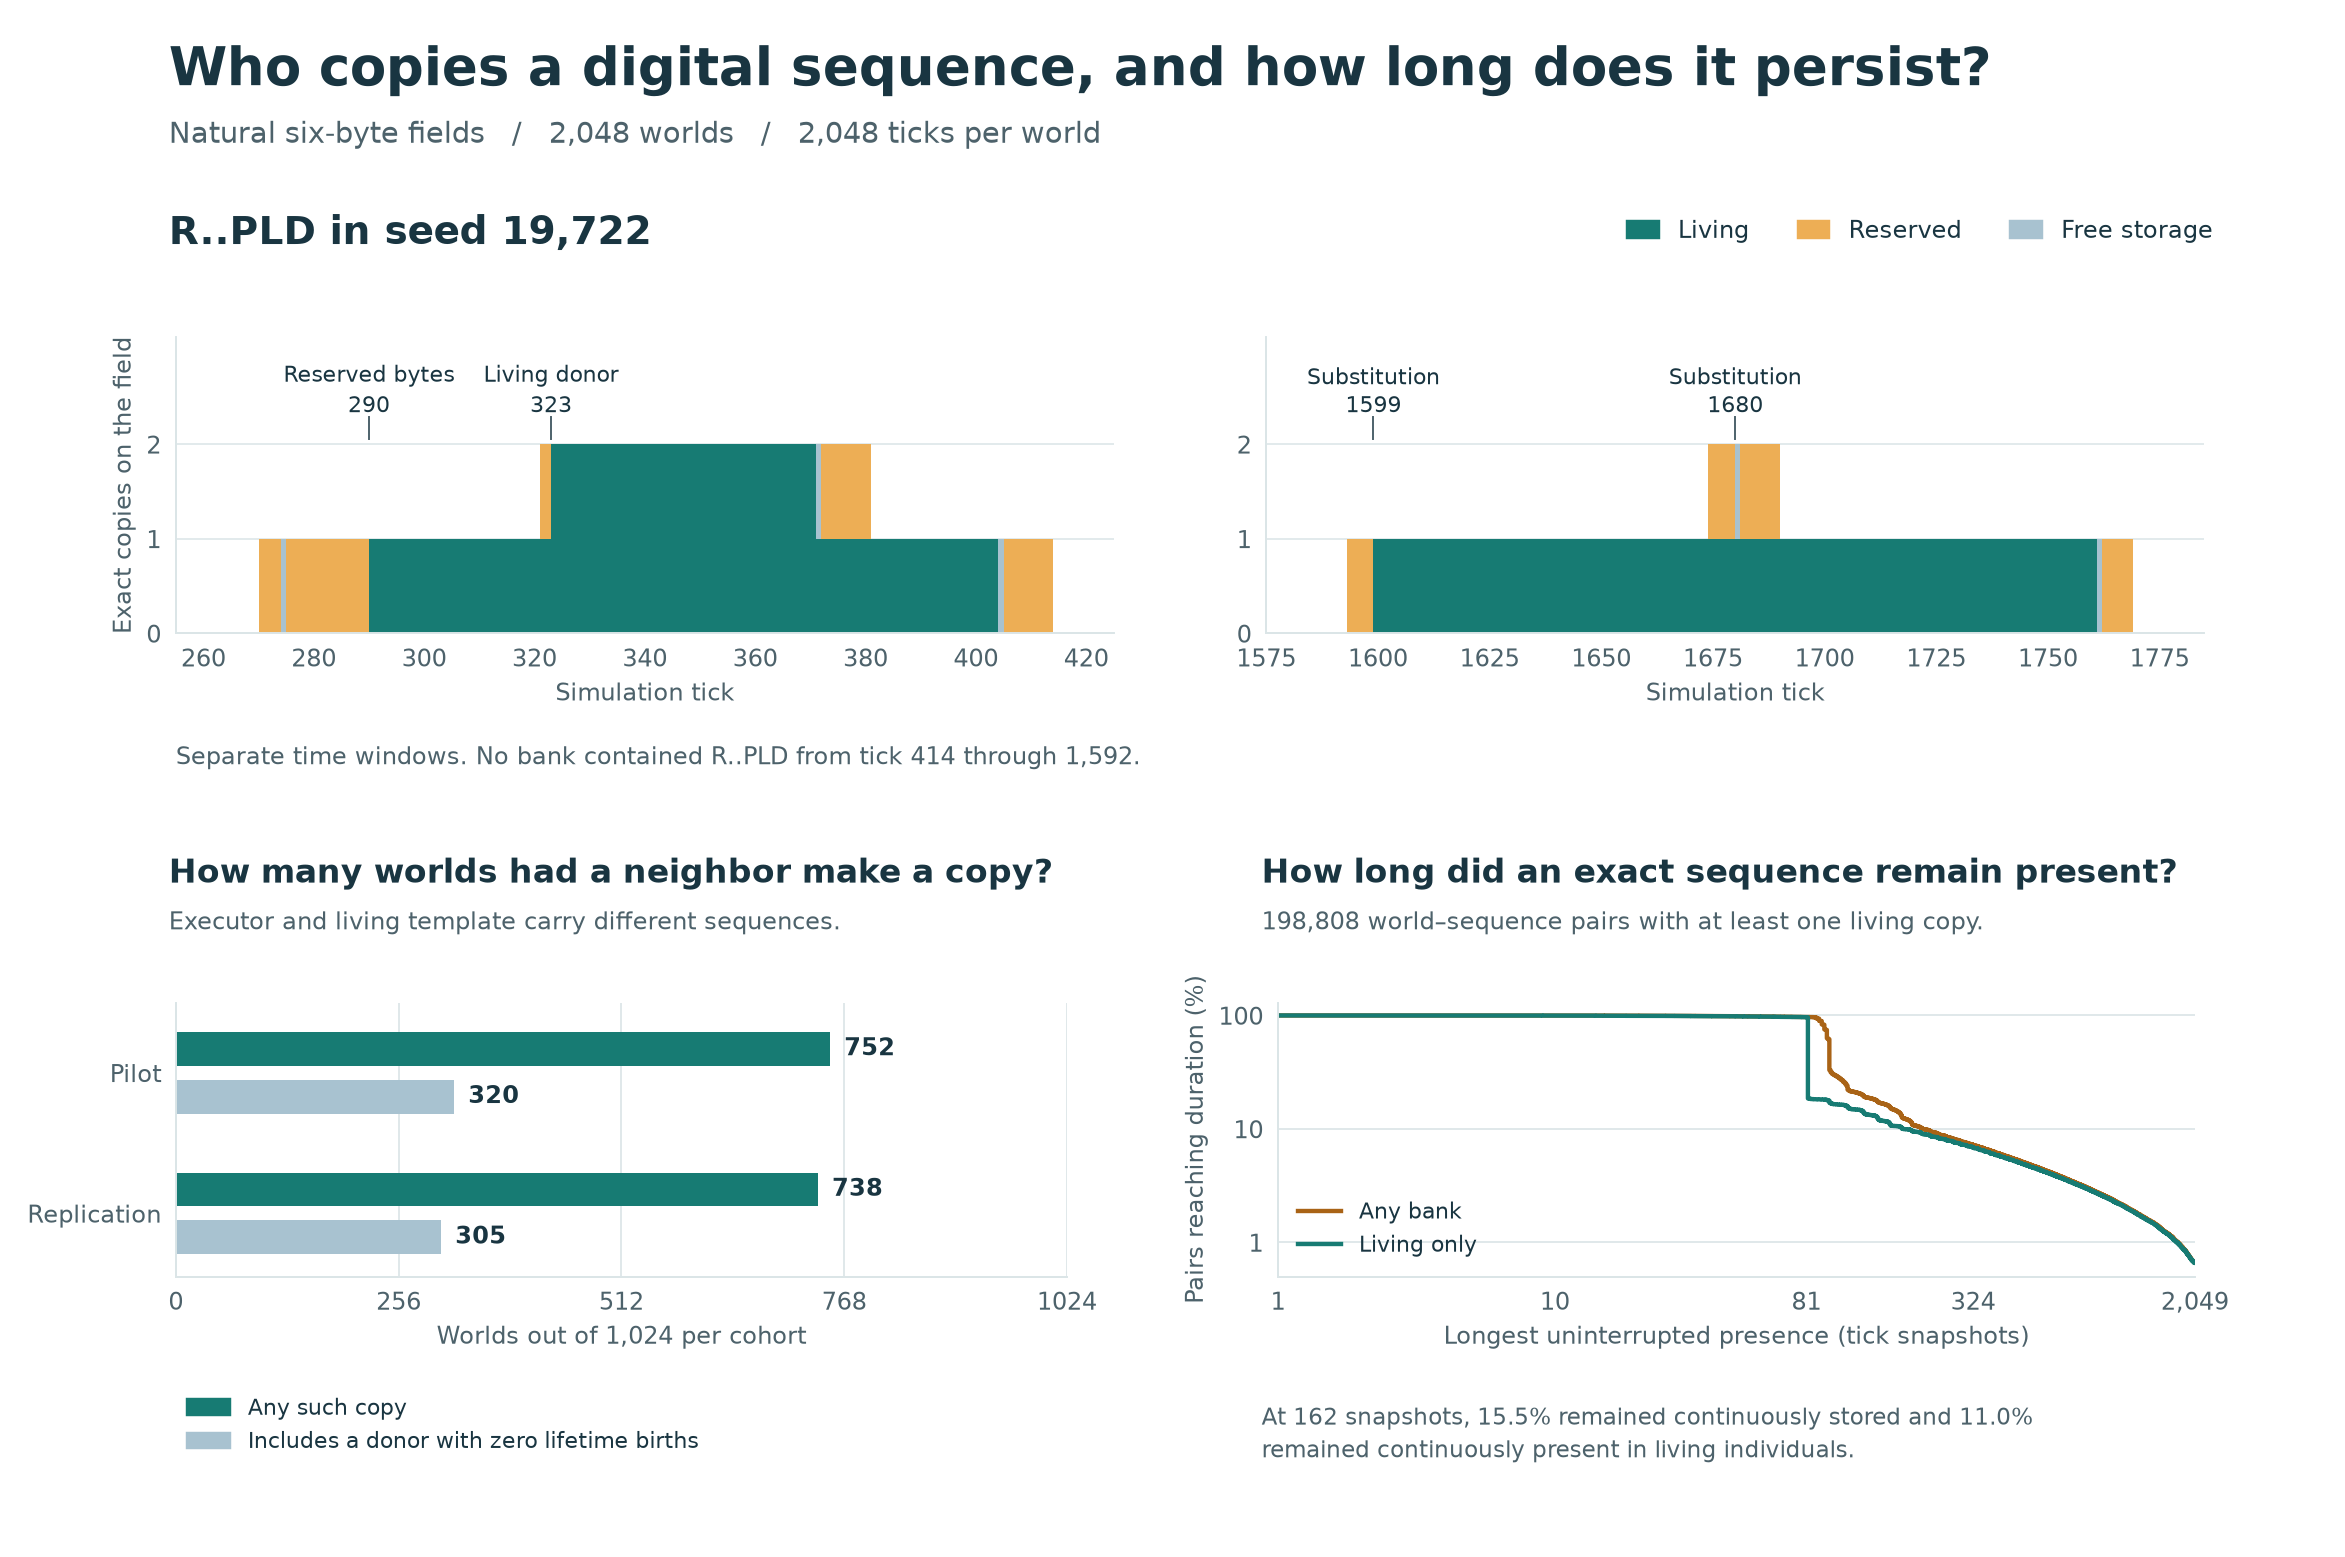 Who copies a digital sequence, and how long does it persist?
Natural six-byte fields / 2,048 worlds / 2,048 ticks per world
R..PLD in seed 19,722
Living
Reserved
Free storage
Exact copies on the field
Reserved bytes
290
Living donor
323
2
1
0
260 280 300 320 340 360 380 400 420
Simulation tick
Substitution
1599
Substitution
1680
2
1
0
1575 1600 1625 1650 1675 1700 1725 1750 1775
Simulation tick
Separate time windows. No bank contained R..PLD from tick 414 through 1,592.
How many worlds had a neighbor make a copy?
Executor and living template carry different sequences.
Pilot
752
320
Replication
738
305
0 256 512 768 1024
Worlds out of 1,024 per cohort
Any such copy
Includes a donor with zero lifetime births
How long did an exact sequence remain present?
198,808 world–sequence pairs with at least one living copy.
Pairs reaching duration (%)
100
10
1
Any bank
Living only
1 10 81 324 2,049
Longest uninterrupted presence (tick snapshots)
At 162 snapshots, 15.5% remained continuously stored and 11.0%
remained continuously present in living individuals.